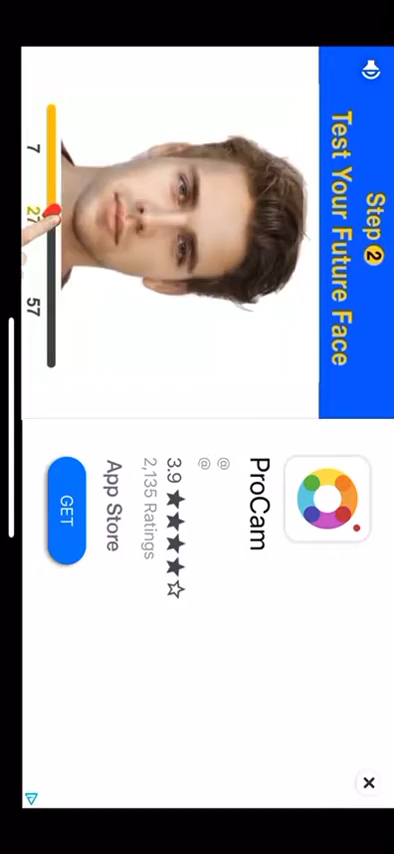 Step 2
Test Your Future Face
7
27
57
ProCam
@
@
3.9 ★★★★☆
2,135 Ratings
App Store
GET